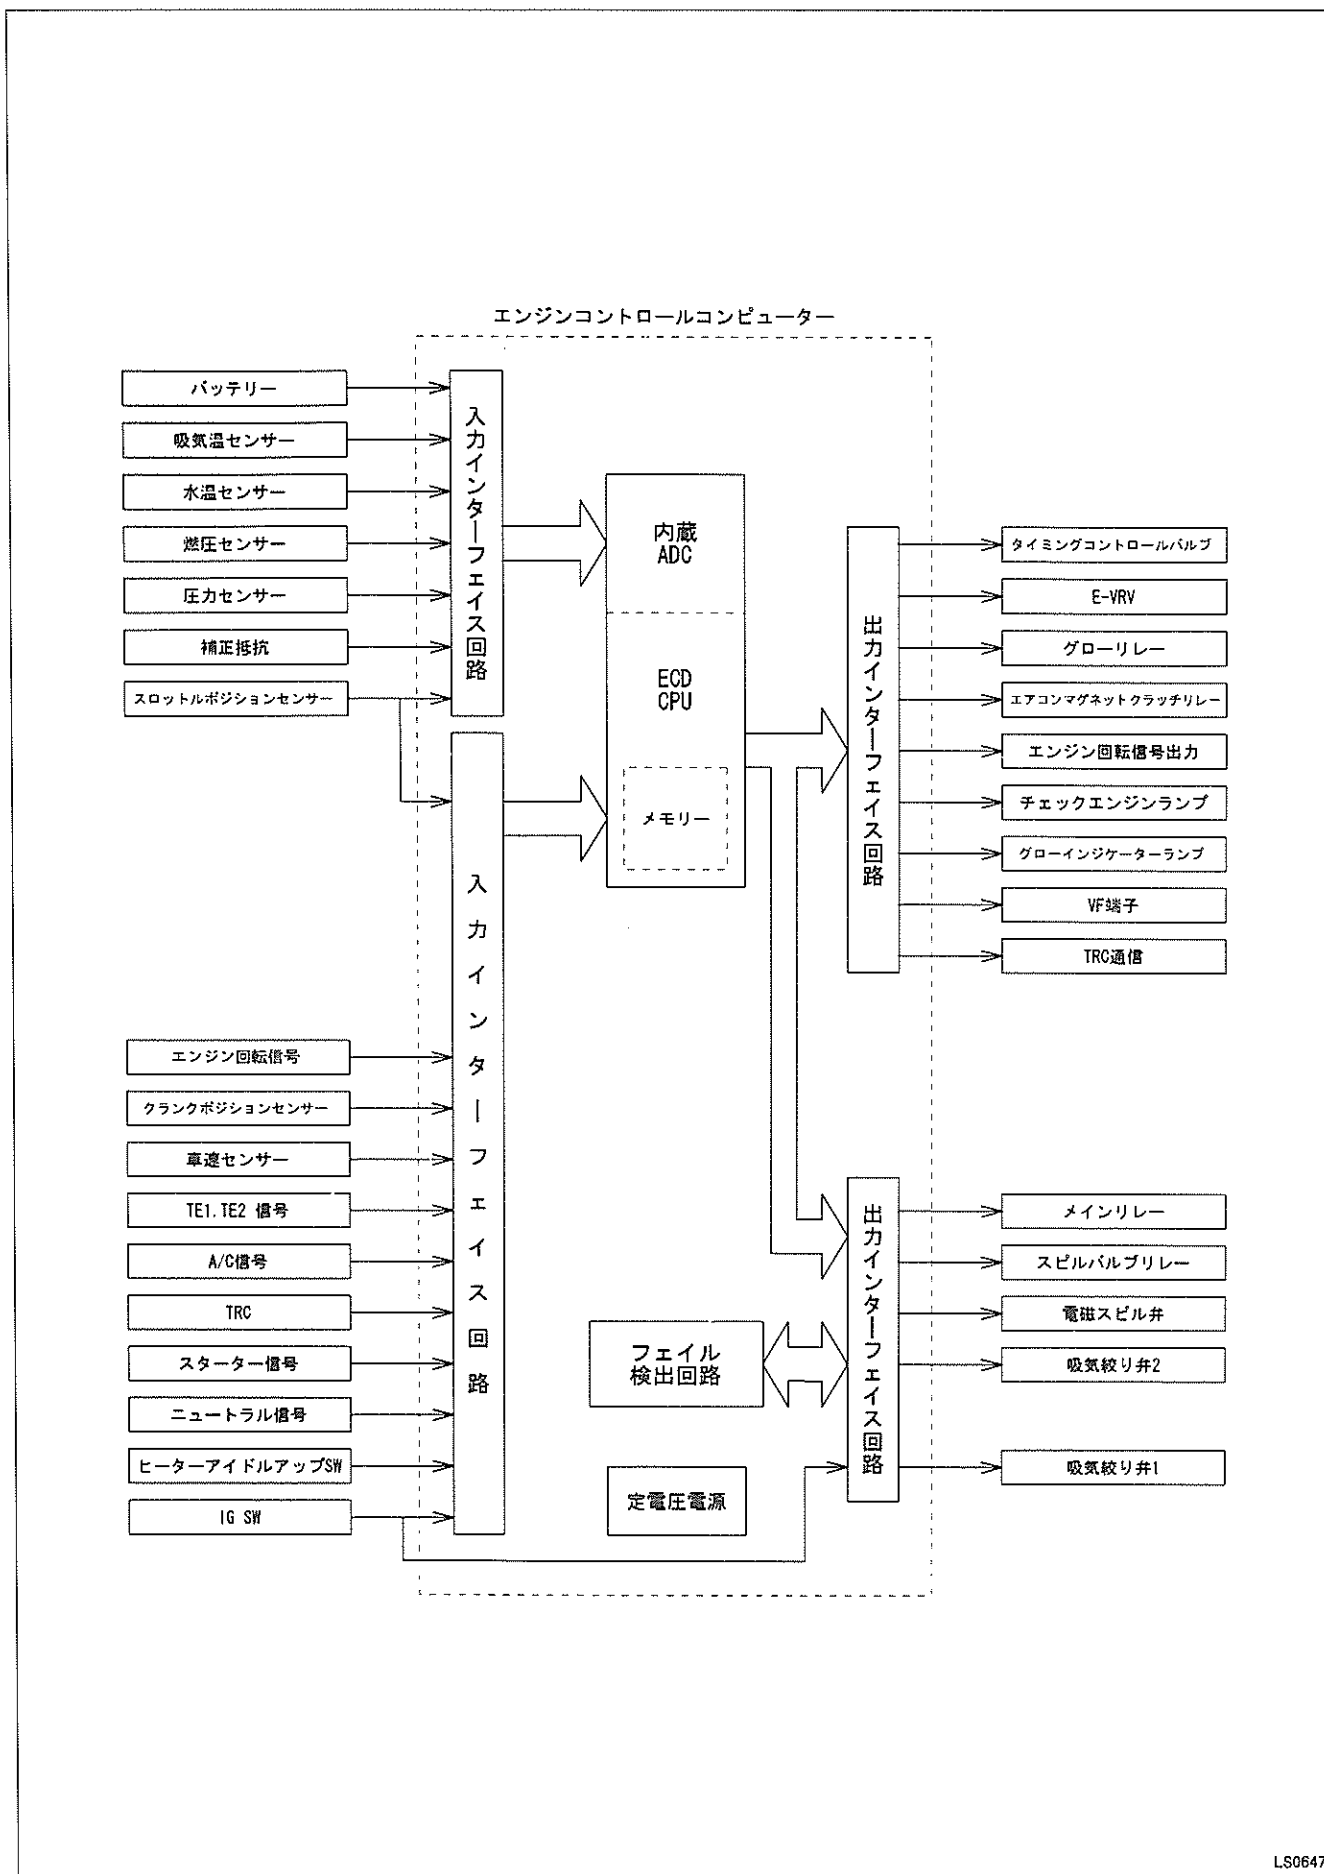 エンジンコントロールコンピューター
バッテリー
吸気温センサー
水温センサー
燃圧センサー
圧力センサー
補正抵抗
スロットルポジションセンサー
入力インターフェイス回路
内蔵
ADC
ECD
CPU
メモリー
入力インターフェイス回路
エンジン回転信号
クランクポジションセンサー
車速センサー
TE1.TE2 信号
A/C信号
TRC
スターター信号
ニュートラル信号
ヒーターアイドルアップSW
IG SW
出力インターフェイス回路
タイミングコントロールバルブ
E-VRV
グローリレー
エアコンマグネットクラッチリレー
エンジン回転信号出力
チェックエンジンランプ
グローインジケーターランプ
VF端子
TRC通信
フェイル
検出回路
定電圧電源
出力インターフェイス回路
メインリレー
スピルバルブリレー
電磁スピル弁
吸気絞り弁2
吸気絞り弁1
LS0647